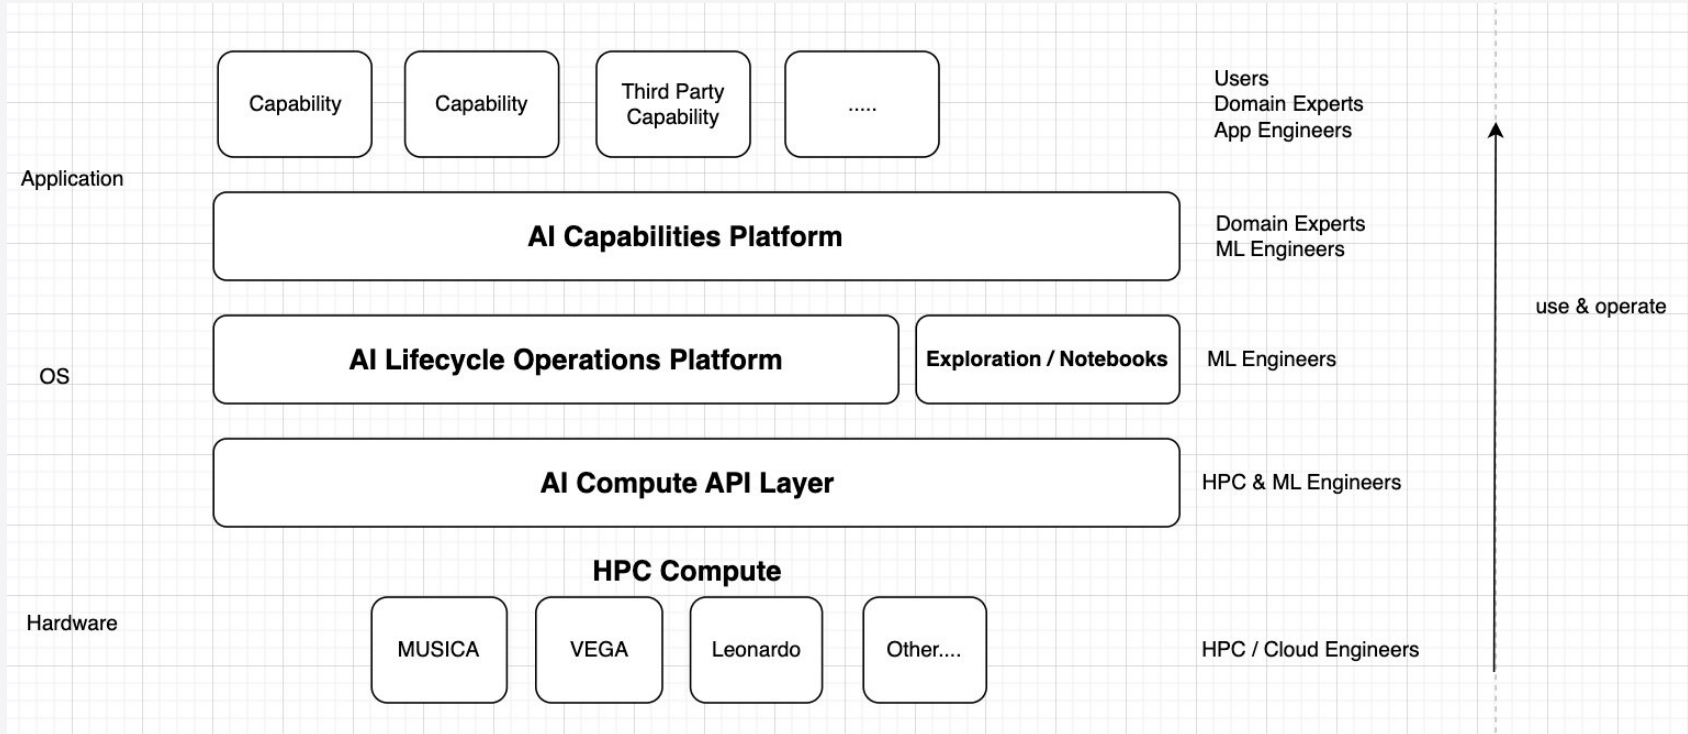 Capability
Capability
Third Party
Capability
.....
Users
Domain Experts
App Engineers
Application
AI Capabilities Platform
Domain Experts
ML Engineers
use & operate
OS
AI Lifecycle Operations Platform
Exploration / Notebooks
ML Engineers
AI Compute API Layer
HPC & ML Engineers
HPC Compute
Hardware
MUSICA
VEGA
Leonardo
Other....
HPC / Cloud Engineers